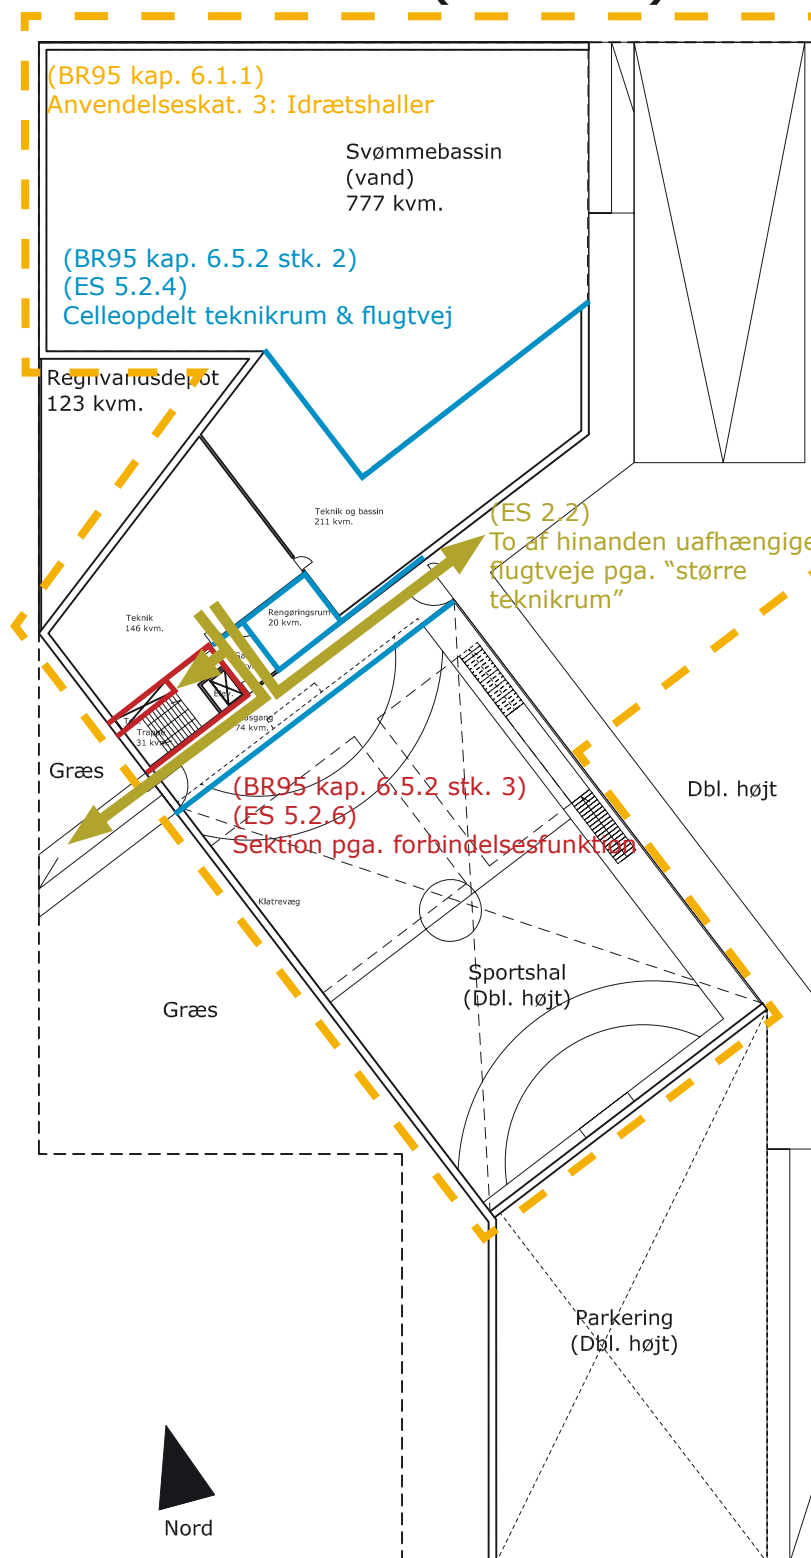 (BR95 kap. 6.1.1)
Anvendelseskat. 3: Idrætshaller
Svømmebassin
(vand)
777 kvm.
(BR95 kap. 6.5.2 stk. 2)
(ES 5.2.4)
Celleopdelt teknikrum & flugtvej
Regnvandsdepot
123 kvm.
Teknik og bassin
211 kvm.
(ES 2.2)
To af hinanden uafhængige
flugtveje pga. “større
teknikrum”
Teknik
146 kvm.
Rengøringsrum
20 kvm.
74 kvm.
Trappe
31 kvm.
Græs
(BR95 kap. 6.5.2 stk. 3)
(ES 5.2.6)
Sektion pga. forbindelsesfunktion
Dbl. højt
Klatrevæg
Sportshal
(Dbl. højt)
Græs
Parkering
(Dbl. højt)
Nord